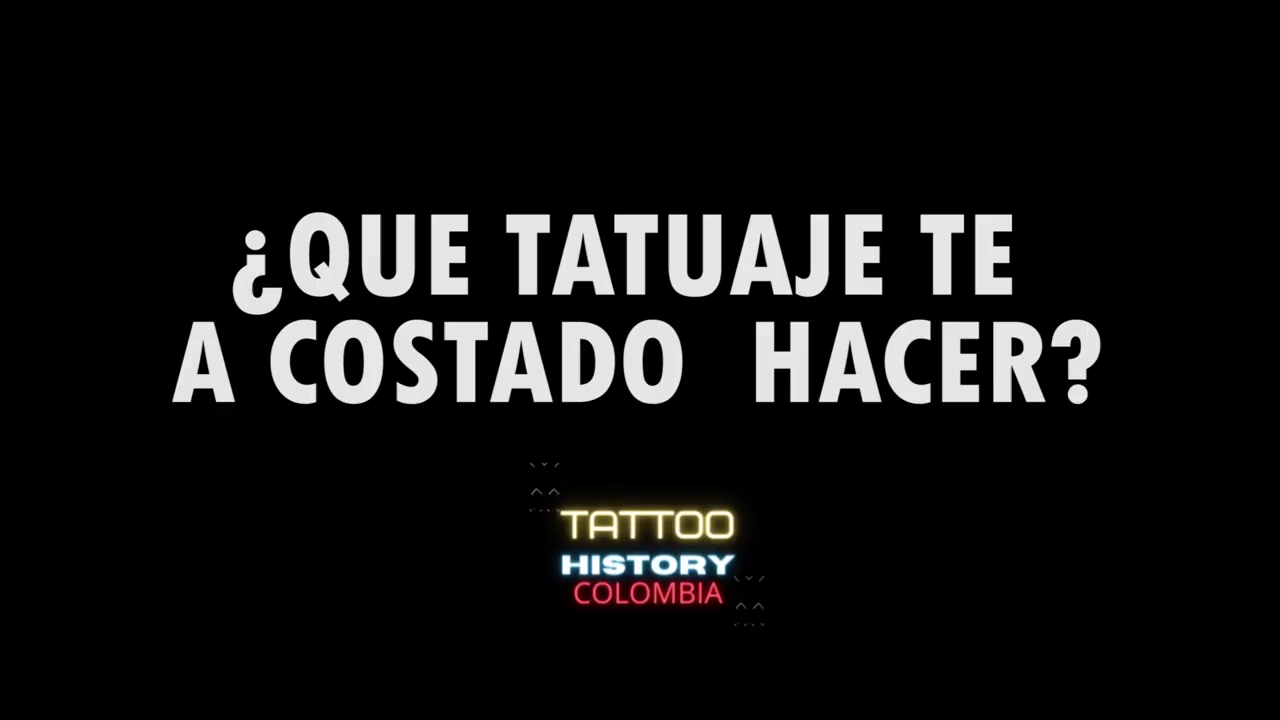 ¿QUE TATUAJE TE
A COSTADO HACER?
TATTOO
HISTORY
COLOMBIA